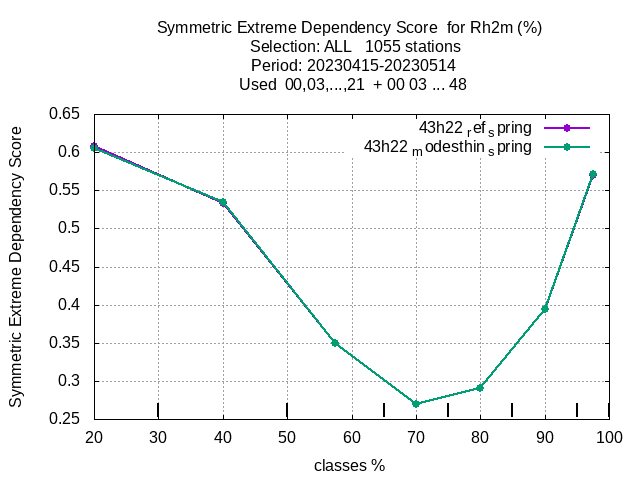 Symmetric Extreme Dependency Score  for Rh2m (%)
Selection: ALL   1055 stations
Period: 20230415-20230514
Used  00,03,...,21  + 00 03 ... 48
43h22 ref spring
43h22 modesthin spring
Symmetric Extreme Dependency Score
0.65
0.6
0.55
0.5
0.45
0.4
0.35
0.3
0.25
20 30 40 50 60 70 80 90 100
classes %